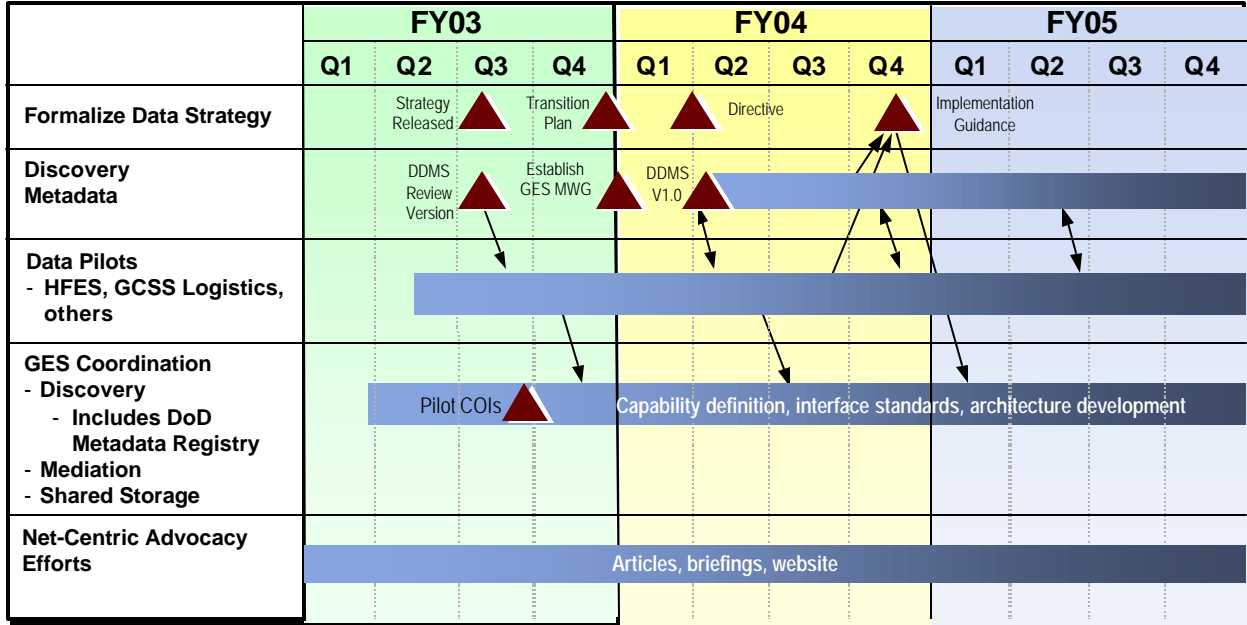 FY03 FY04 FY05
Q1 Q2 Q3 Q4 Q1 Q2 Q3 Q4 Q1 Q2 Q3 Q4
Formalize Data Strategy
Strategy
Released
Transition
Plan
Directive
Implementation
Guidance
Discovery
Metadata
DDMS
Review
Version
Establish
GES MWG
DDMS
V1.0
Data Pilots
- HFES, GCSS Logistics,
others
GES Coordination
- Discovery
- Includes DoD
Metadata Registry
- Mediation
- Shared Storage
Pilot COIs
Capability definition, interface standards, architecture development
Net-Centric Advocacy
Efforts
Articles, briefings, website